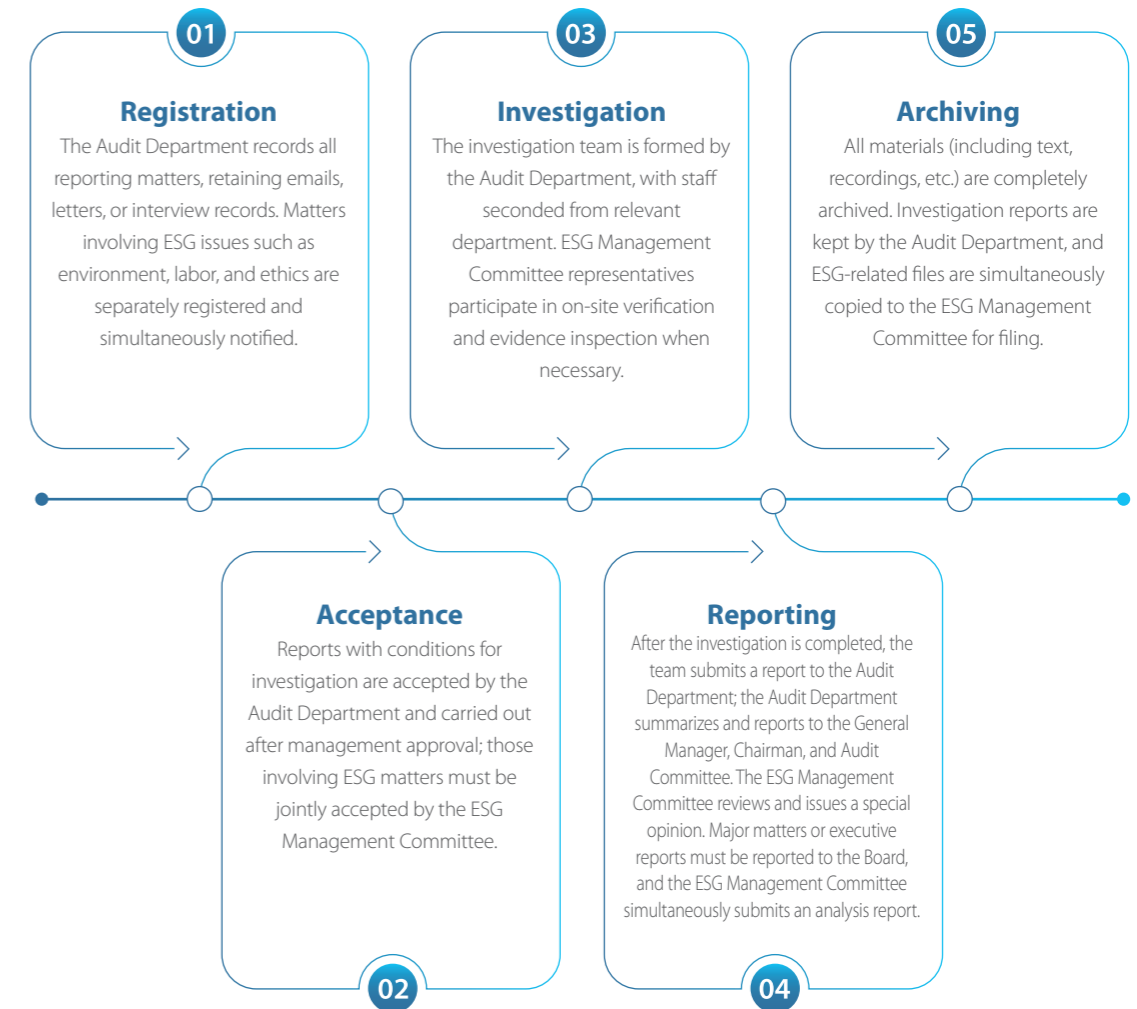 01
Registration
The Audit Department records all
reporting matters, retaining emails,
letters, or interview records. Matters
involving ESG issues such as
environment, labor, and ethics are
separately registered and
simultaneously notified.
02
Acceptance
Reports with conditions for
investigation are accepted by the
Audit Department and carried out
after management approval; those
involving ESG matters must be
jointly accepted by the ESG
Management Committee.
03
Investigation
The investigation team is formed by
the Audit Department, with staff
seconded from relevant
department. ESG Management
Committee representatives
participate in on-site verification
and evidence inspection when
necessary.
04
Reporting
After the investigation is completed, the
team submits a report to the Audit
Department; the Audit Department
summarizes and reports to the General
Manager, Chairman, and Audit
Committee. The ESG Management
Committee reviews and issues a special
opinion. Major matters or executive
reports must be reported to the Board,
and the ESG Management Committee
simultaneously submits an analysis report.
05
Archiving
All materials (including text,
recordings, etc.) are completely
archived. Investigation reports are
kept by the Audit Department, and
ESG-related files are simultaneously
copied to the ESG Management
Committee for filing.